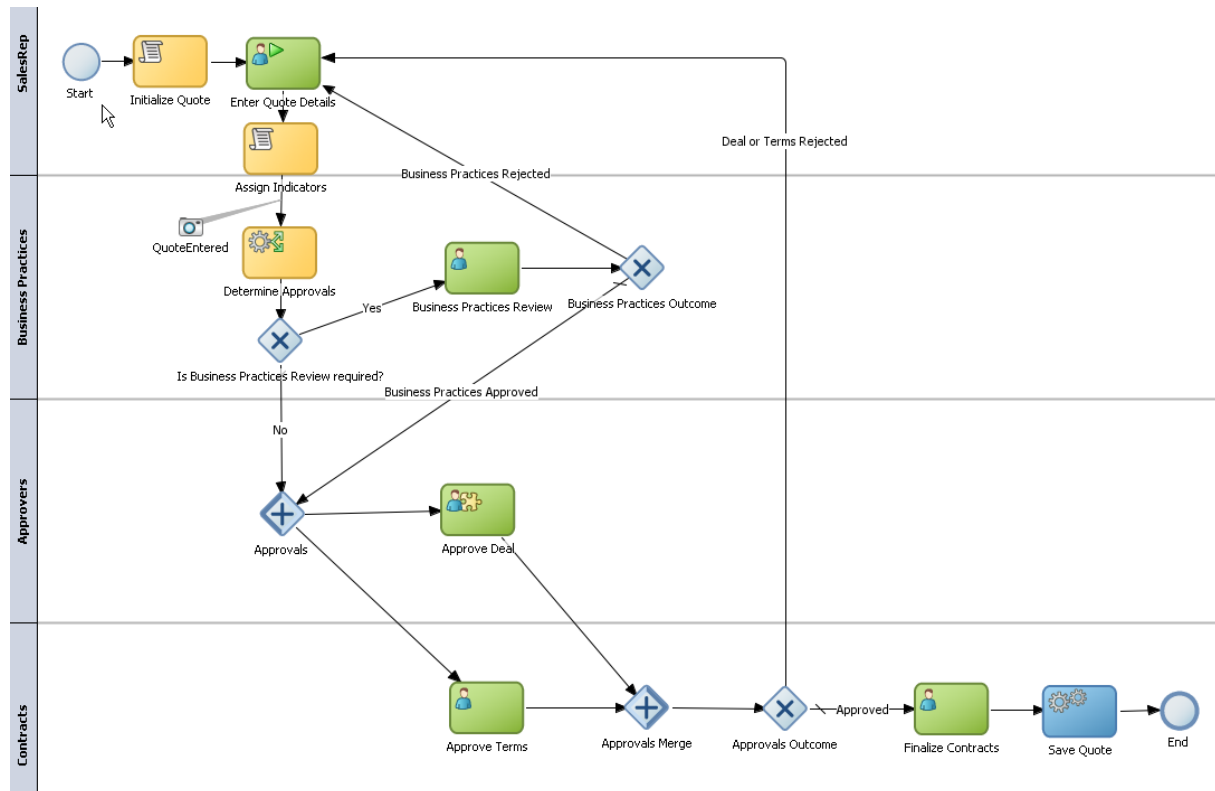 SalesRep
Start
Initialize Quote
Enter Quote Details
Deal or Terms Rejected
Business Practices Rejected
Assign Indicators
Business Practices
QuoteEntered
Determine Approvals
Business Practices Review
Business Practices Outcome
Yes
Is Business Practices Review required?
Business Practices Approved
No
Approvers
Approvals
Approve Deal
Contracts
Approve Terms
Approvals Merge
Approvals Outcome
Approved
Finalize Contracts
Save Quote
End